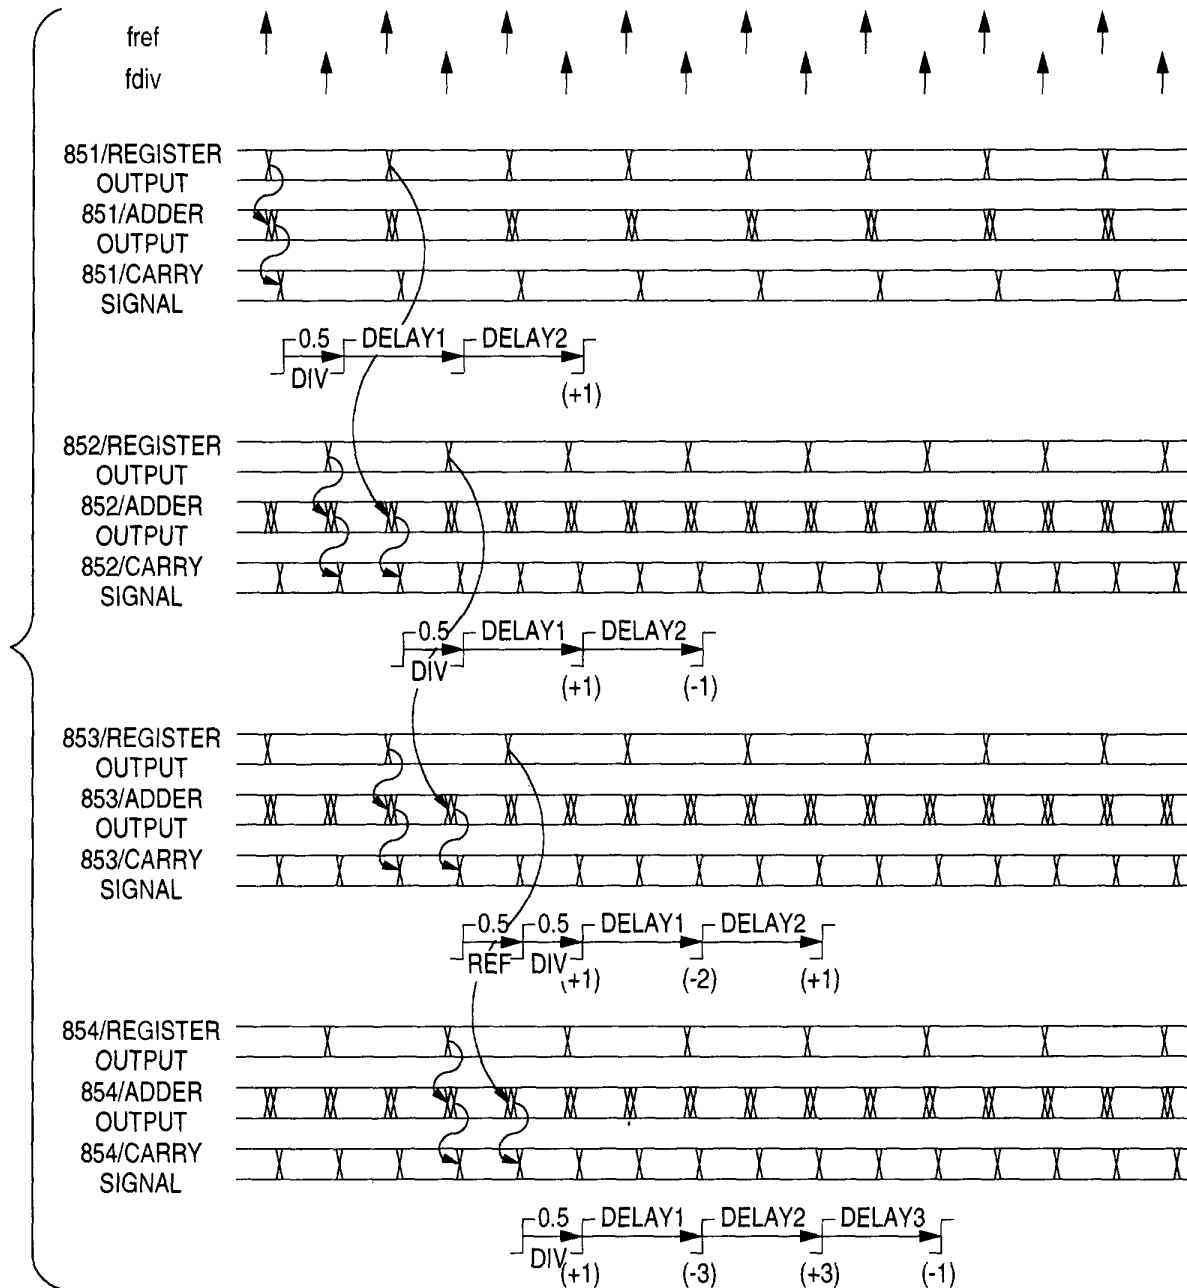 fref
fdiv
851/REGISTER
OUTPUT
851/ADDER
OUTPUT
851/CARRY
SIGNAL
0.5 DELAY1 DELAY2
DIV (+1)
852/REGISTER
OUTPUT
852/ADDER
OUTPUT
852/CARRY
SIGNAL
0.5 DELAY1 DELAY2
DIV (+1) (-1)
853/REGISTER
OUTPUT
853/ADDER
OUTPUT
853/CARRY
SIGNAL
0.5 0.5 DELAY1 DELAY2
REF DIV (+1) (-2) (+1)
854/REGISTER
OUTPUT
854/ADDER
OUTPUT
854/CARRY
SIGNAL
0.5 DELAY1 DELAY2 DELAY3
DIV (+1) (-3) (+3) (-1)